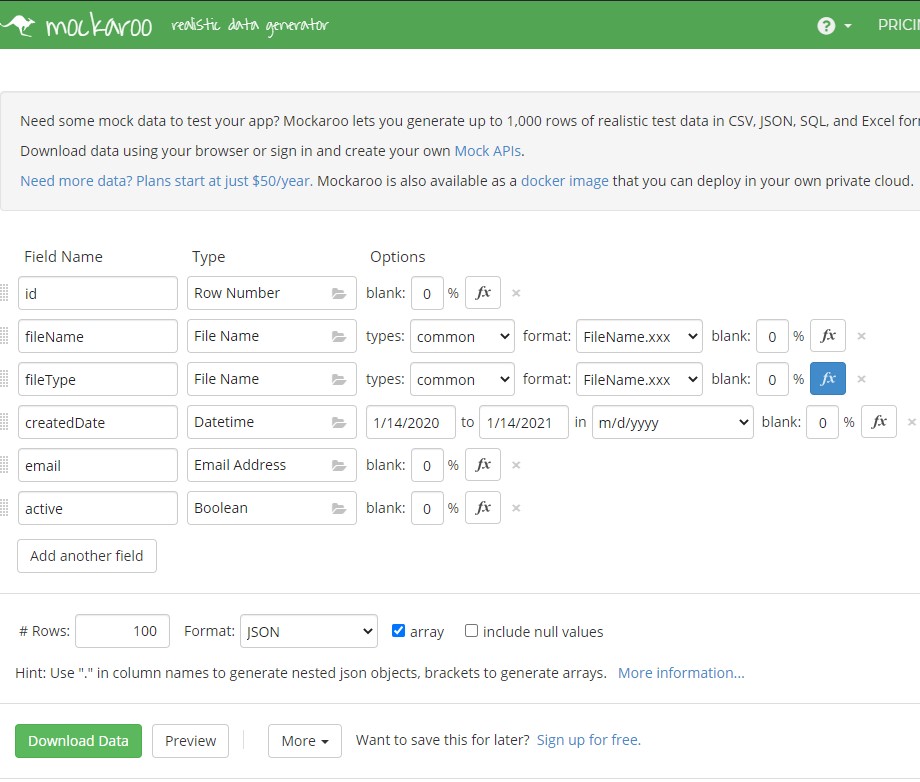 mockaroo realistic data generator ? PRICI
Need some mock data to test your app? Mockaroo lets you generate up to 1,000 rows of realistic test data in CSV, JSON, SQL, and Excel for
Download data using your browser or sign in and create your own Mock APIs.
Need more data? Plans start at just $50/year. Mockaroo is also available as a docker image that you can deploy in your own private cloud.
Field Name Type Options
id Row Number blank: 0 % fx ×
fileName File Name types: common format: FileName.xxx blank: 0 % fx ×
fileType File Name types: common format: FileName.xxx blank: 0 % fx ×
createdDate Datetime 1/14/2020 to 1/14/2021 in m/d/yyyy blank: 0 % fx ×
email Email Address blank: 0 % fx ×
active Boolean blank: 0 % fx ×
Add another field
# Rows: 100 Format: JSON array include null values
Hint: Use "." in column names to generate nested json objects, brackets to generate arrays. More information...
Download Data Preview More Want to save this for later? Sign up for free.